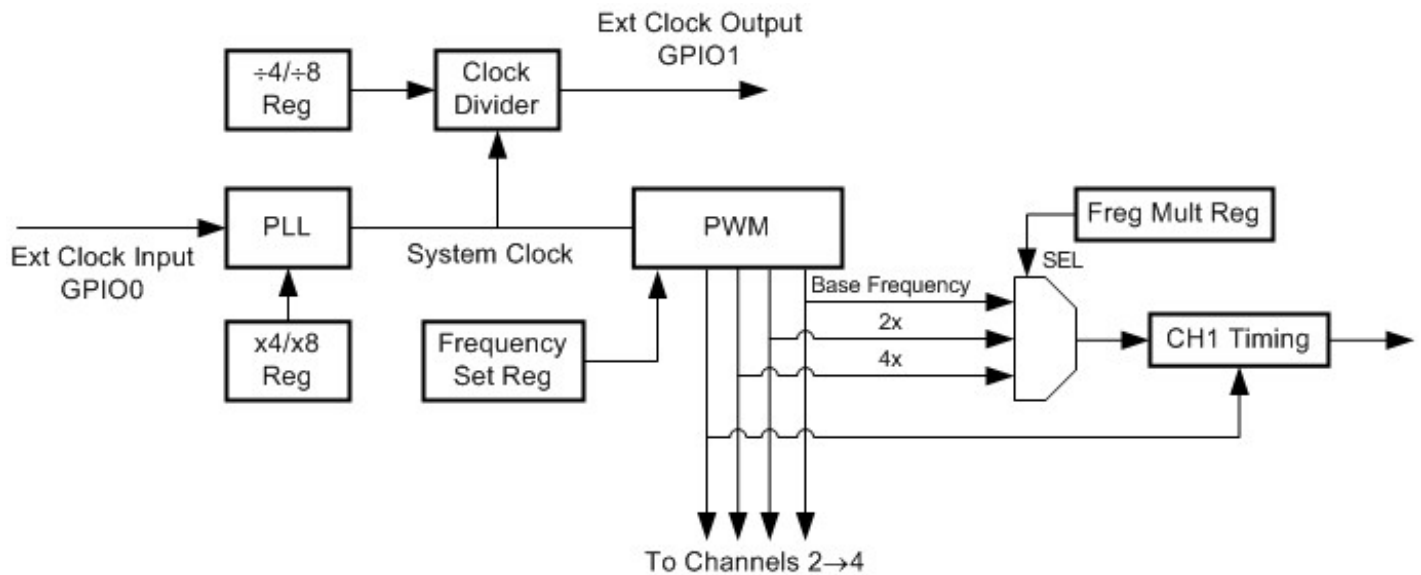 Ext Clock Output
GPIO1
÷4/÷8
Reg
Clock
Divider
PLL
PWM
Freg Mult Reg
Ext Clock Input
GPIO0
System Clock
SEL
Base Frequency
2x
4x
CH1 Timing
x4/x8
Reg
Frequency
Set Reg
To Channels 2→4